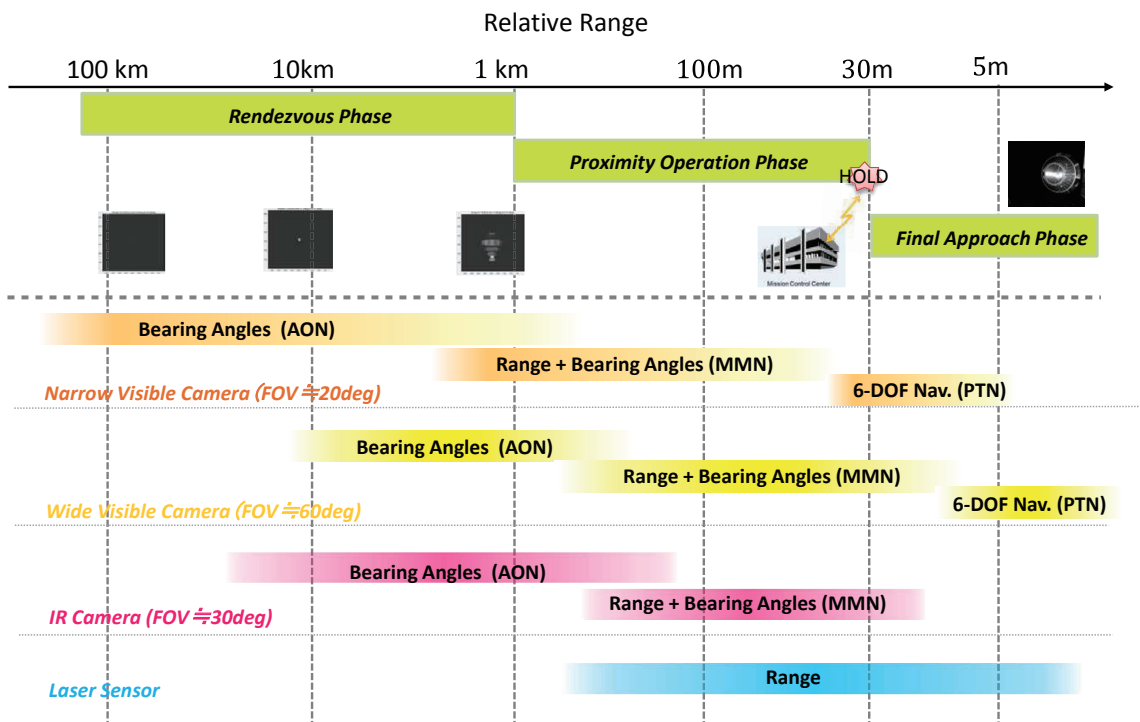 Relative Range
100 km
10km
1 km
100m
30m
5m
Rendezvous Phase
Proximity Operation Phase
HOLD
Final Approach Phase
Mission Control Center
Bearing Angles (AON)
Range + Bearing Angles (MMN)
Narrow Visible Camera (FOV≒20deg)
6-DOF Nav. (PTN)
Bearing Angles (AON)
Range + Bearing Angles (MMN)
Wide Visible Camera (FOV≒60deg)
6-DOF Nav. (PTN)
Bearing Angles (AON)
Range + Bearing Angles (MMN)
IR Camera (FOV≒30deg)
Range
Laser Sensor